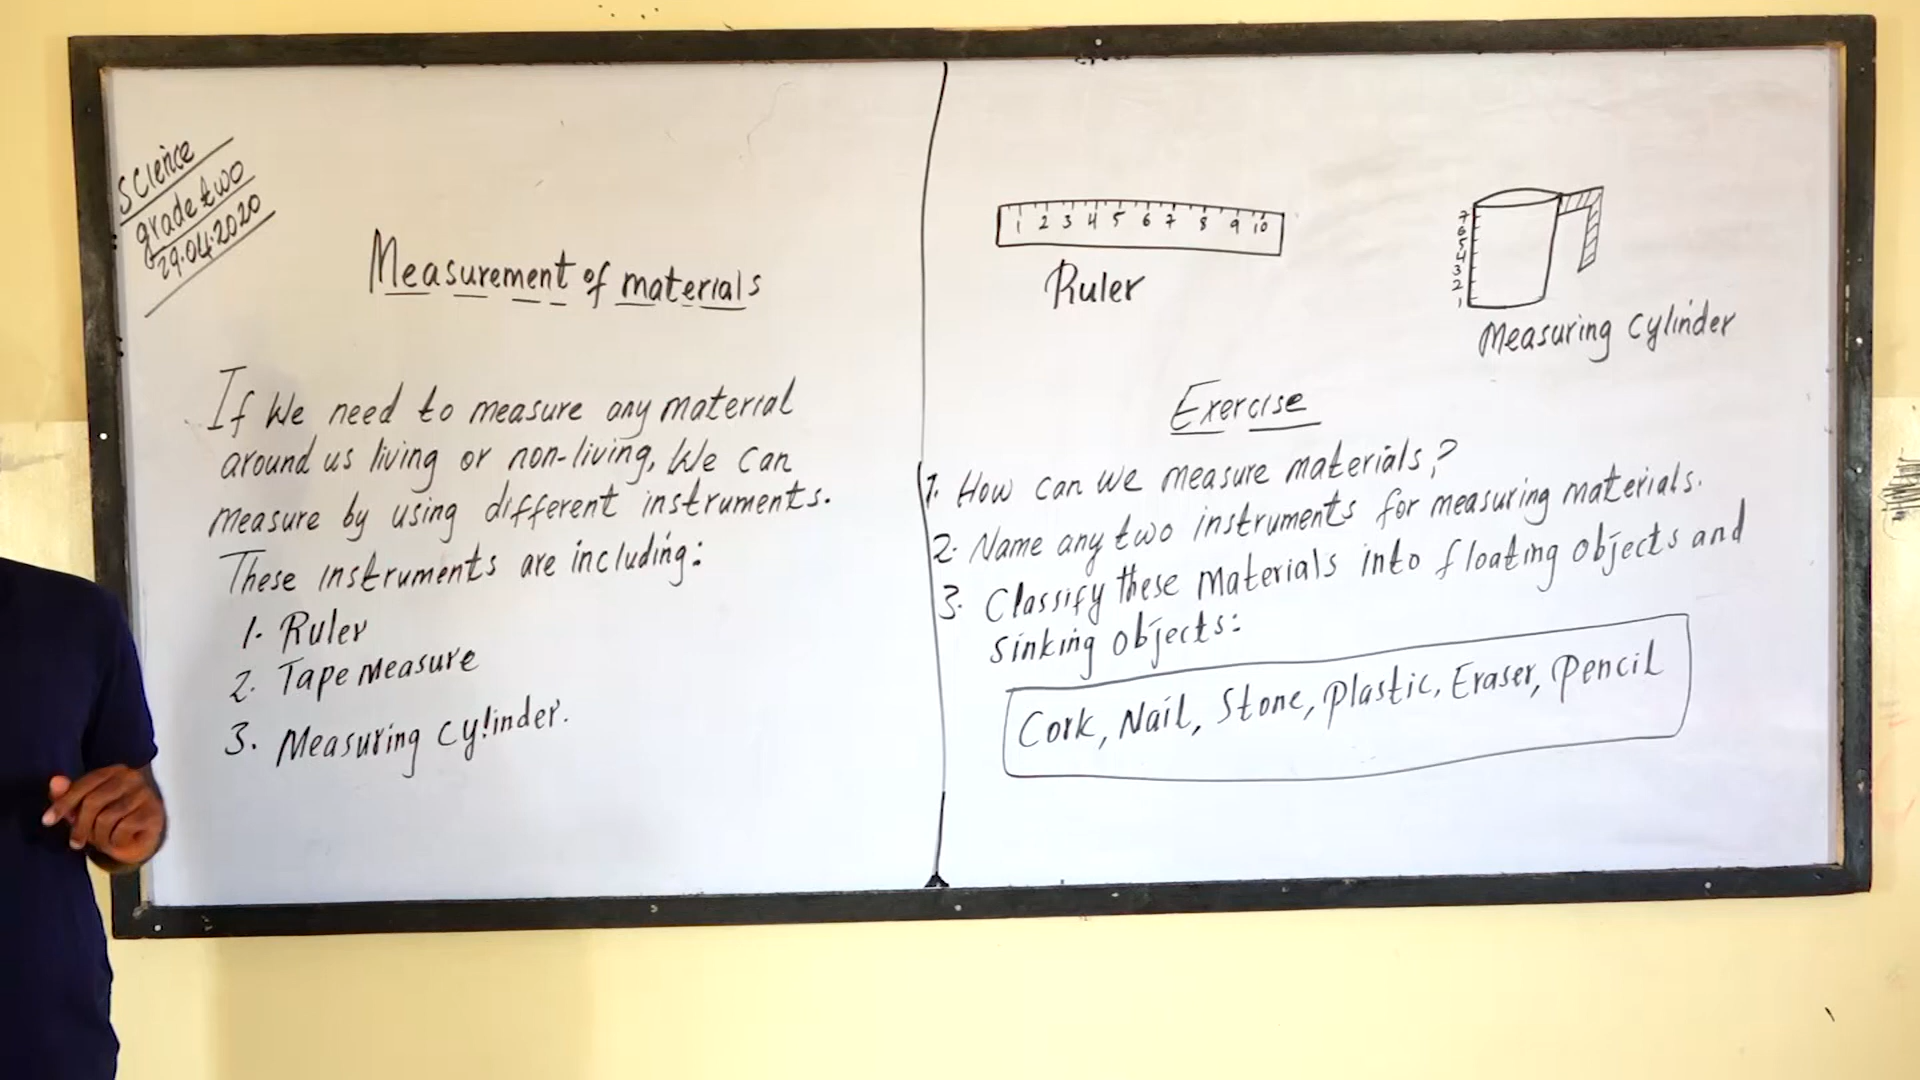 Science
grade two
29.04.2020
Measurement of materials
If We need to measure any material
around us living or non-living, We can
measure by using different instruments.
These instruments are including:
1. Ruler
2. Tape measure
3. Measuring cylinder.
1 2 3 4 5 6 7 8 9 10
Ruler
7
6
5
4
3
2
1
Measuring cylinder
Exercise
1. How can we measure materials?
2. Name any two instruments for measuring materials.
3. Classify these materials into floating objects and
sinking objects:
Cork, Nail, Stone, plastic, Eraser, pencil